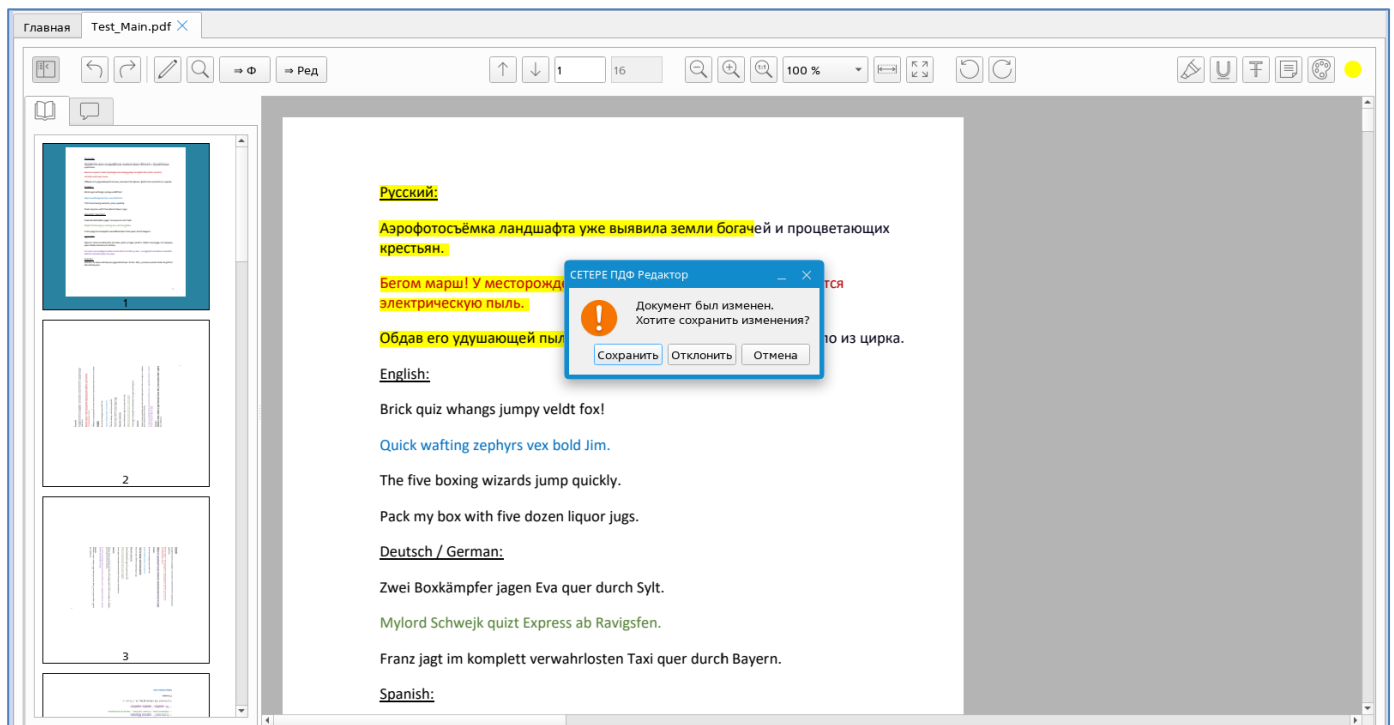 Главная
Test_Main.pdf
⇒ Ф
⇒ Ред
1
16
1:1
100 %
Русский:
Аэрофотосъёмка ландшафта уже выявила земли богачей и процветающих
крестьян.
Бегом марш! У месторожд
тся
электрическую пыль.
Обдав его удушающей пыл
ло из цирка.
СЕТЕРЕ ПДФ Редактор
Документ был изменен.
Хотите сохранить изменения?
Сохранить
Отклонить
Отмена
English:
Brick quiz whangs jumpy veldt fox!
Quick wafting zephyrs vex bold Jim.
The five boxing wizards jump quickly.
Pack my box with five dozen liquor jugs.
Deutsch / German:
Zwei Boxkämpfer jagen Eva quer durch Sylt.
Mylord Schwejk quizt Express ab Ravigsfen.
Franz jagt im komplett verwahrlosten Taxi quer durch Bayern.
Spanish:
1
2
3